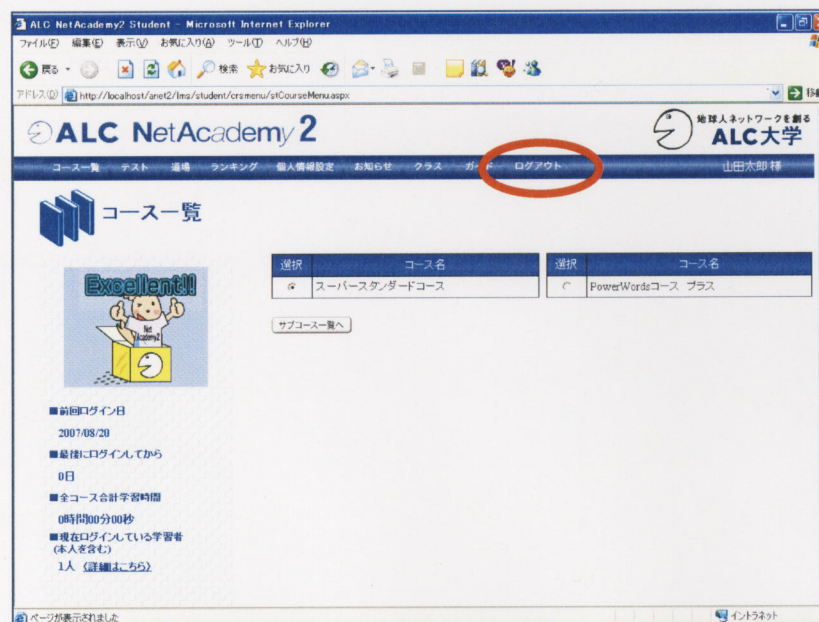 ALC NetAcademy2 Student - Microsoft Internet Explorer
ファイル(F) 編集(E) 表示(V) お気に入り(A) ツール(T) ヘルプ(H)
戻る 検索 お気に入り
アドレス(D) http://localhost/anet2/lms/student/crsmenu/stCourseMenu.aspx 移動
ALC NetAcademy 2
地球人ネットワークを創る
ALC大学
コース一覧 テスト 道場 ランキング 個人情報設定 お知らせ クラス ガイド ログアウト 山田太郎 様
コース一覧
選択 コース名 選択 コース名
スーパースタンダードコース PowerWordsコース プラス
サブコース一覧へ
Excellent!!
Net
Academy2
■前回ログイン日
2007/08/20
■最後にログインしてから
0日
■全コース合計学習時間
0時間00分00秒
■現在ログインしている学習者
(本人を含む)
1人 (詳細はこちら)
ページが表示されました イントラネット